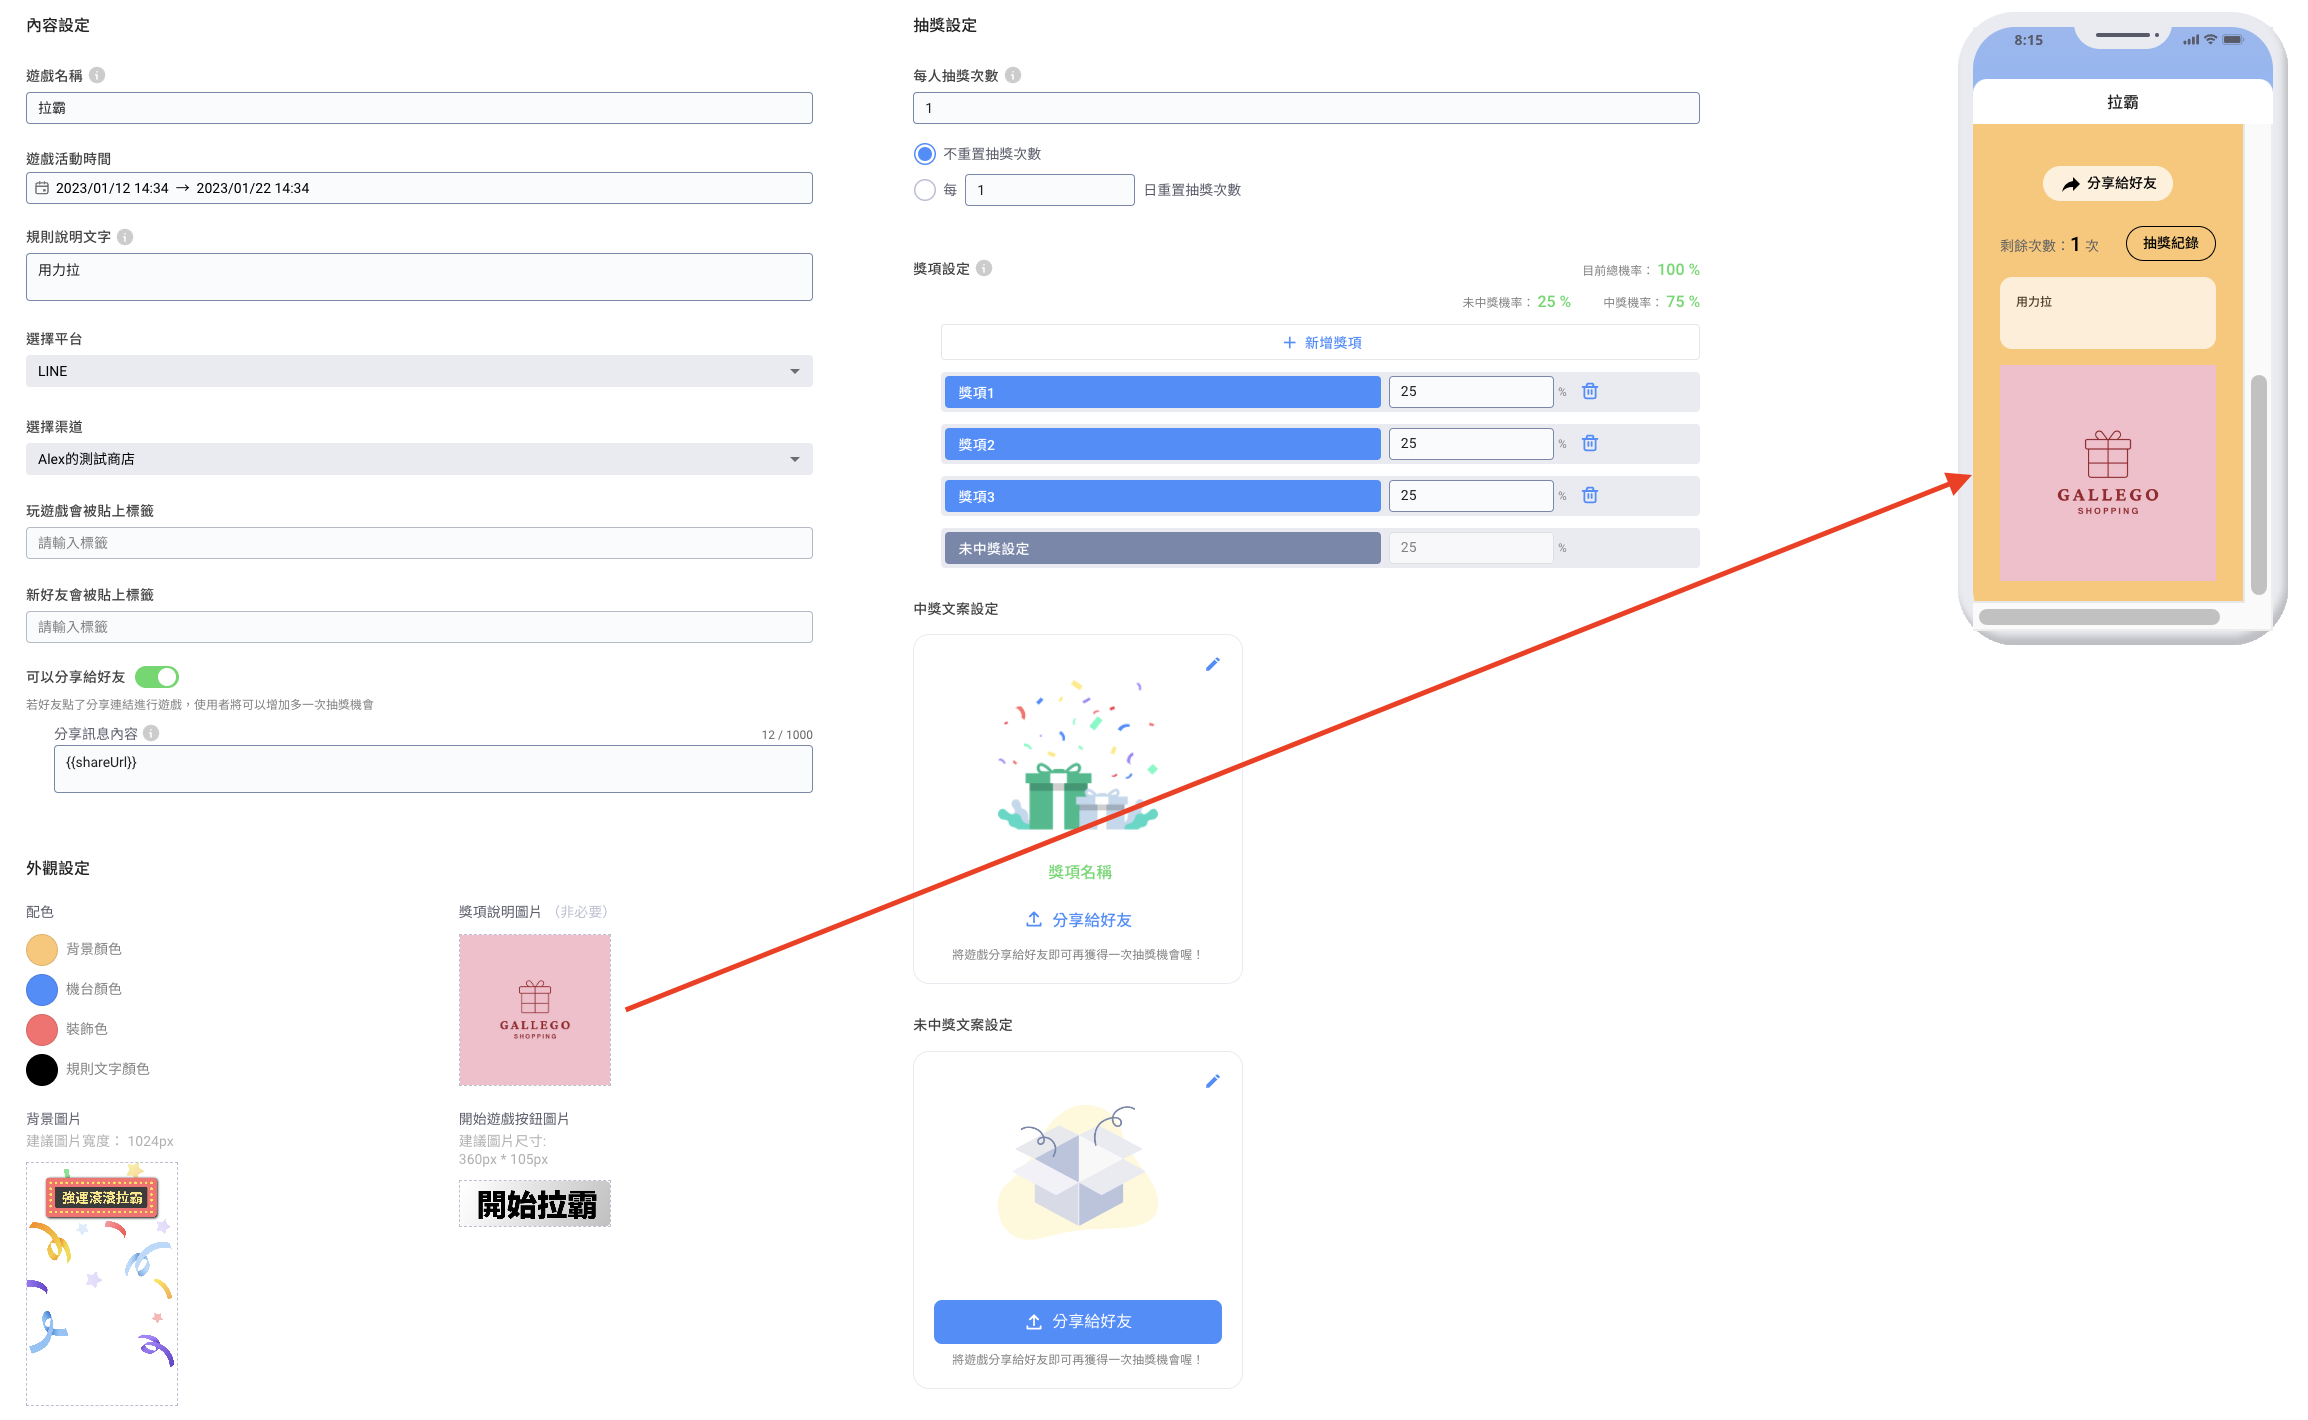 內容設定
遊戲名稱
拉霸
遊戲活動時間
2023/01/12 14:34 → 2023/01/22 14:34
規則說明文字
用力拉
選擇平台
LINE
選擇渠道
Alex的測試商店
玩遊戲會被貼上標籤
請輸入標籤
新好友會被貼上標籤
請輸入標籤
可以分享給好友
若好友點了分享連結進行遊戲，使用者將可以增加多一次抽獎機會
分享訊息內容
12 / 1000
{{shareUrl}}
外觀設定
配色
背景顏色
機台顏色
裝飾色
規則文字顏色
獎項說明圖片 （非必要）
GALLEGO
SHOPPING
背景圖片
建議圖片寬度： 1024px
強運滾滾拉霸
開始遊戲按鈕圖片
建議圖片尺寸:
360px * 105px
開始拉霸
抽獎設定
每人抽獎次數
1
不重置抽獎次數
每 1 日重置抽獎次數
獎項設定
目前總機率： 100 %
未中獎機率： 25 % 中獎機率： 75 %
+ 新增獎項
獎項1 25 %
獎項2 25 %
獎項3 25 %
未中獎設定 25 %
中獎文案設定
獎項名稱
分享給好友
將遊戲分享給好友即可再獲得一次抽獎機會喔！
未中獎文案設定
分享給好友
將遊戲分享給好友即可再獲得一次抽獎機會喔！
8:15
拉霸
分享給好友
剩餘次數：1 次
抽獎紀錄
用力拉
GALLEGO
SHOPPING